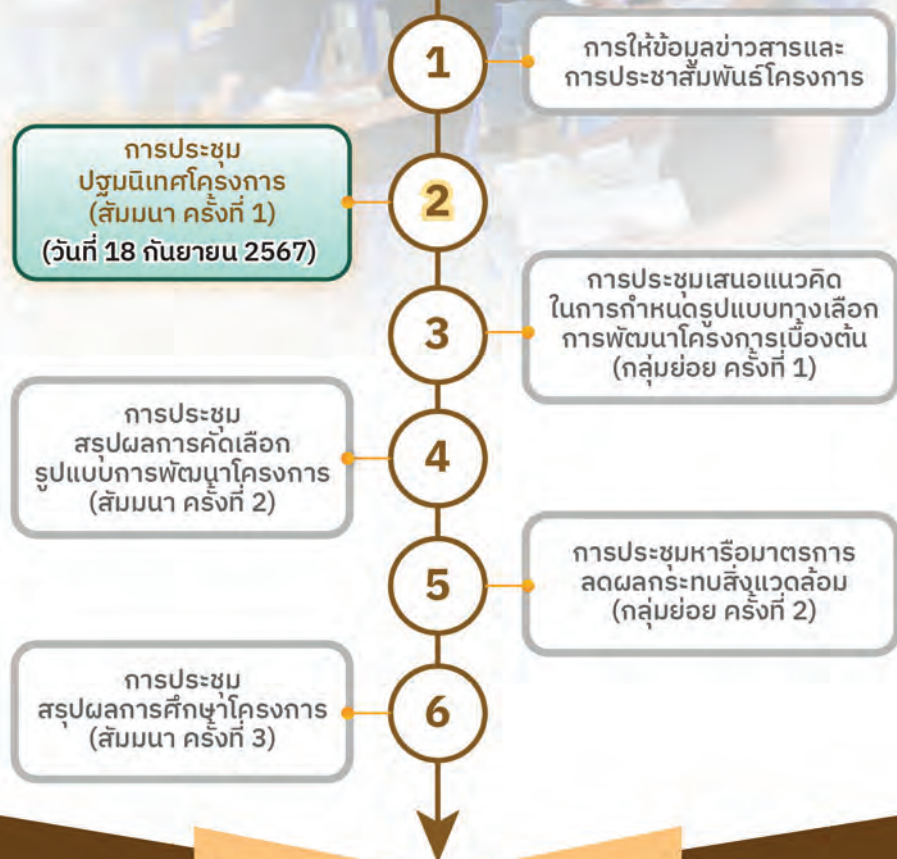 1
การให้ข้อมูลข่าวสารและ
การประชาสัมพันธ์โครงการ
การประชุม
ปฐมนิเทศโครงการ
(สัมมนา ครั้งที่ 1)
(วันที่ 18 กันยายน 2567)
2
3
การประชุมเสนอแนวคิด
ในการกำหนดรูปแบบทางเลือก
การพัฒนาโครงการเบื้องต้น
(กลุ่มย่อย ครั้งที่ 1)
การประชุม
สรุปผลการคัดเลือก
รูปแบบการพัฒนาโครงการ
(สัมมนา ครั้งที่ 2)
4
5
การประชุมหารือมาตรการ
ลดผลกระทบสิ่งแวดล้อม
(กลุ่มย่อย ครั้งที่ 2)
การประชุม
สรุปผลการศึกษาโครงการ
(สัมมนา ครั้งที่ 3)
6